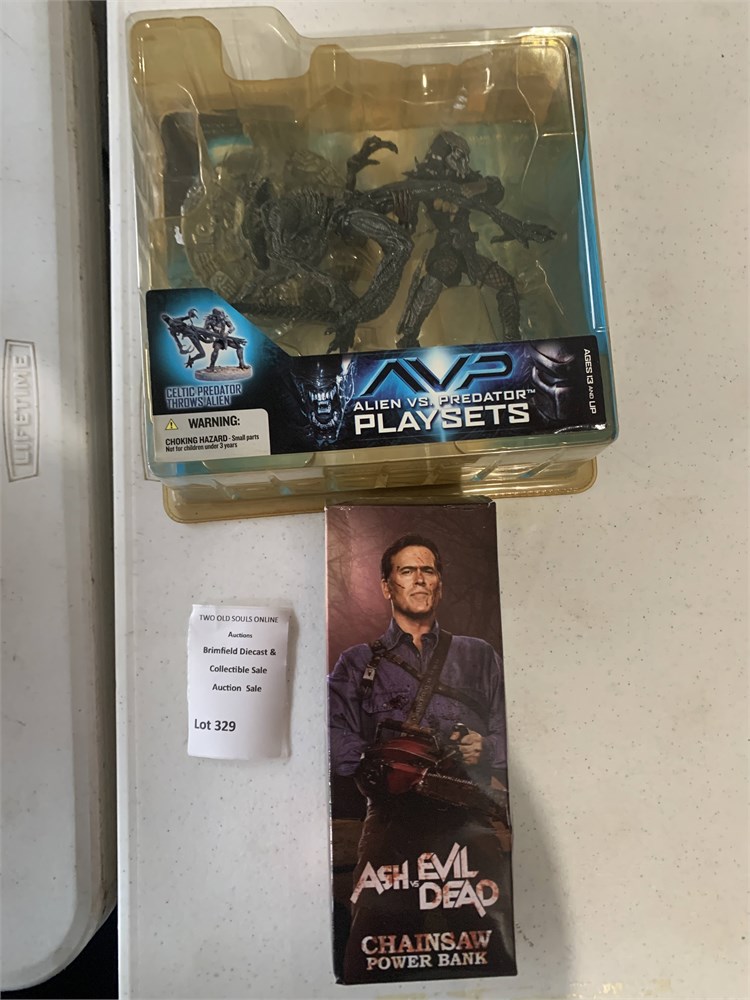 CELTIC PREDATOR
THROWS ALIEN
WARNING:
CHOKING HAZARD - Small parts
Not for children under 3 years
AVP
ALIEN VS. PREDATOR™
PLAYSETS
AGES 13 AND UP
LIFETIME
TWO OLD SOULS ONLINE
Auctions
Brimfield Diecast &
Collectible Sale
Auction Sale
Lot 329
ASH VS EVIL
DEAD
CHAINSAW
POWER BANK